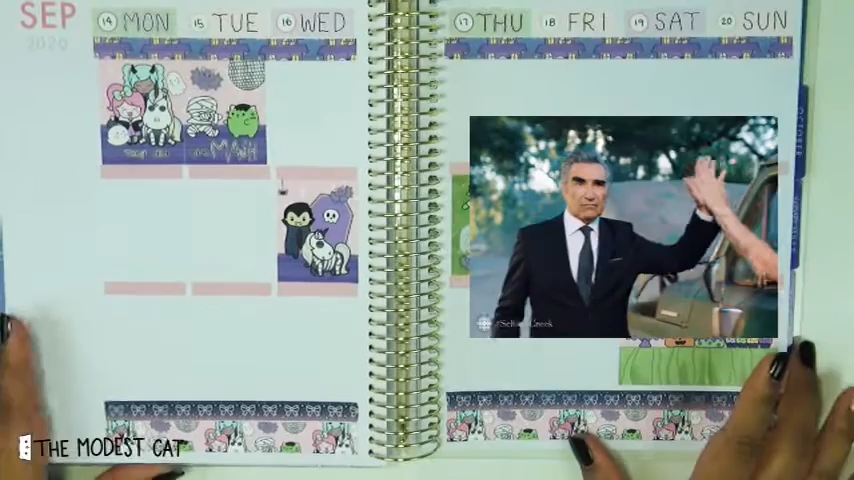 SEP
2020
14 MON
15 TUE
16 WED
17 THU
18 FRI
19 SAT
20 SUN
OCTOBER
THE MODEST CAT